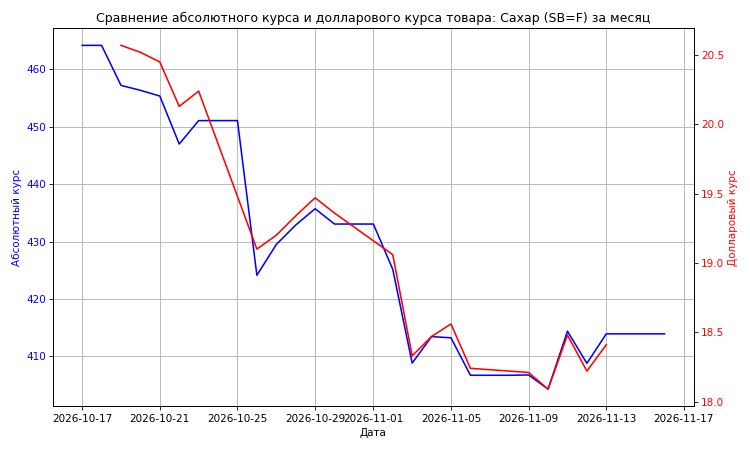 Сравнение абсолютного курса и долларового курса товара: Сахар (SB=F) за месяц
Абсолютный курс
460
450
440
430
420
410
20.5
20.0
19.5
19.0
18.5
18.0
Долларовый курс
2026-10-17 2026-10-21 2026-10-25 2026-10-29 2026-11-01 2026-11-05 2026-11-09 2026-11-13 2026-11-17
Дата